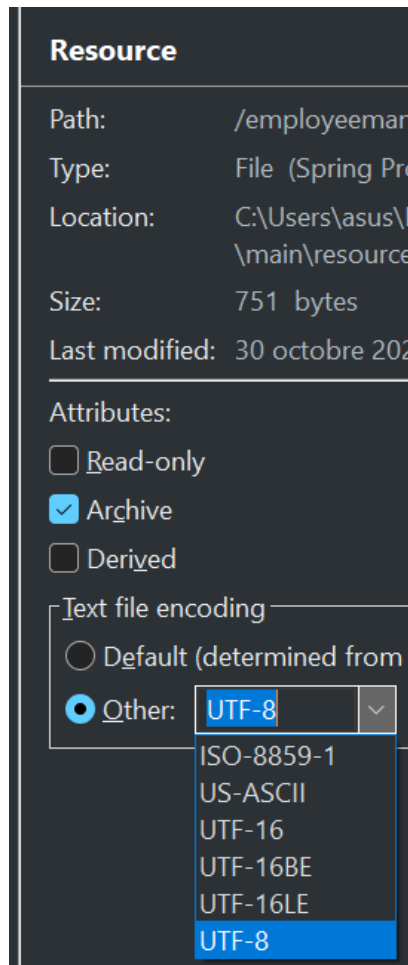 Resource
Path: /employeeman
Type: File (Spring Pr
Location: C:\Users\asus\
\main\resource
Size: 751 bytes
Last modified: 30 octobre 202
Attributes:
Read-only
Archive
Derived
Text file encoding
Default (determined from
Other: UTF-8
ISO-8859-1
US-ASCII
UTF-16
UTF-16BE
UTF-16LE
UTF-8